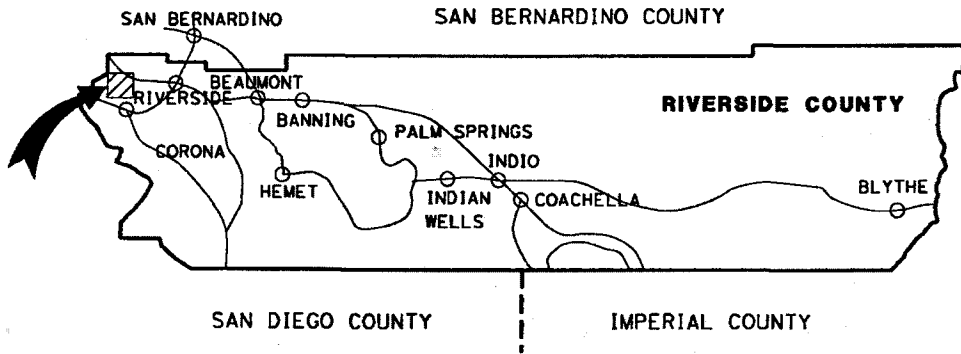 SAN BERNARDINO COUNTY
SAN BERNARDINO
BEAUMONT
RIVERSIDE
RIVERSIDE COUNTY
BANNING
PALM SPRINGS
CORONA
INDIO
HEMET
BLYTHE
INDIAN
WELLS
COACHELLA
SAN DIEGO COUNTY
IMPERIAL COUNTY